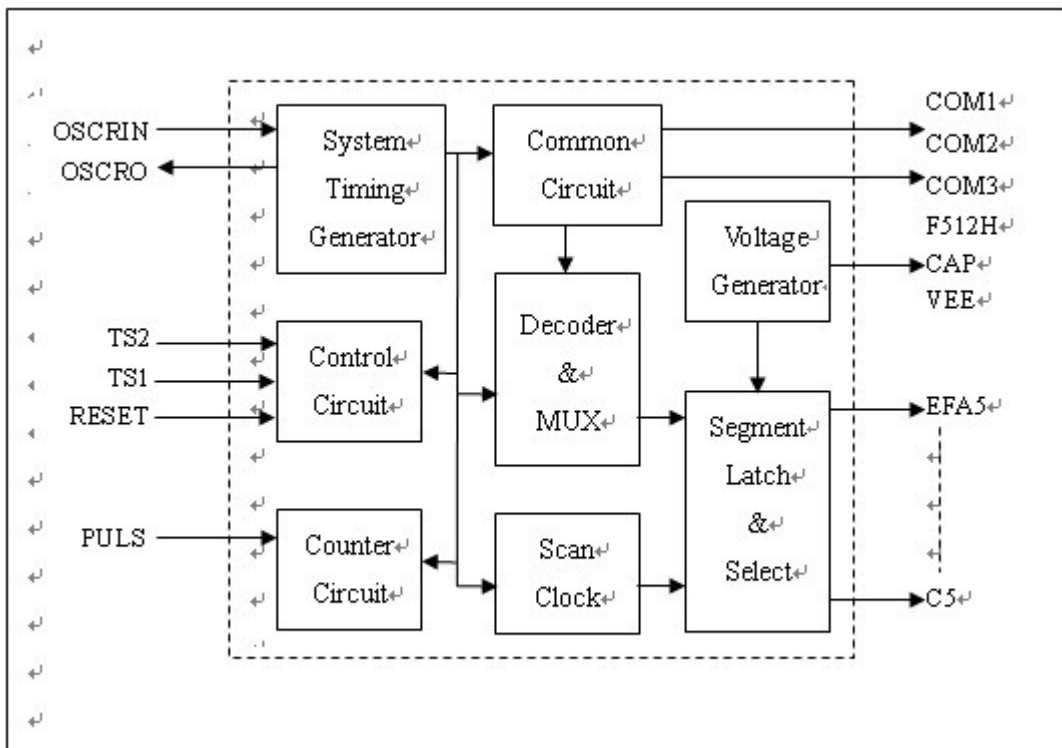 OSCRIN
OSCRO
TS2
TS1
RESET
PULS
System
Timing
Generator
Control
Circuit
Counter
Circuit
Common
Circuit
Decoder
&
MUX
Scan
Clock
Voltage
Generator
Segment
Latch
&
Select
COM1
COM2
COM3
F512H
CAP
VEE
EFA5
C5